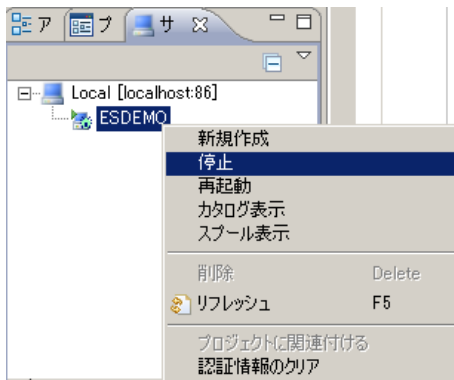 ア プ サ
Local [localhost:86]
ESDEMO
新規作成
停止
再起動
カタログ表示
スプール表示
削除 Delete
リフレッシュ F5
プロジェクトに関連付ける
認証情報のクリア